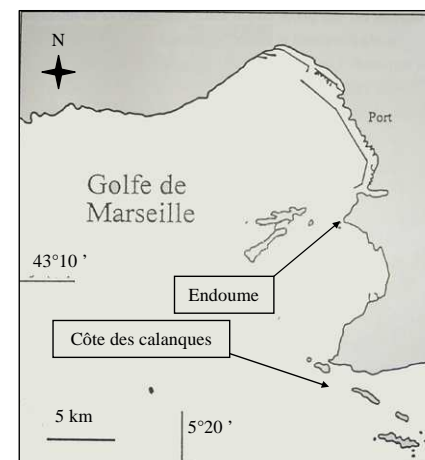 N
Port
Golfe de
Marseille
43°10 ’
Endoume
Côte des calanques
5 km
5°20 ’